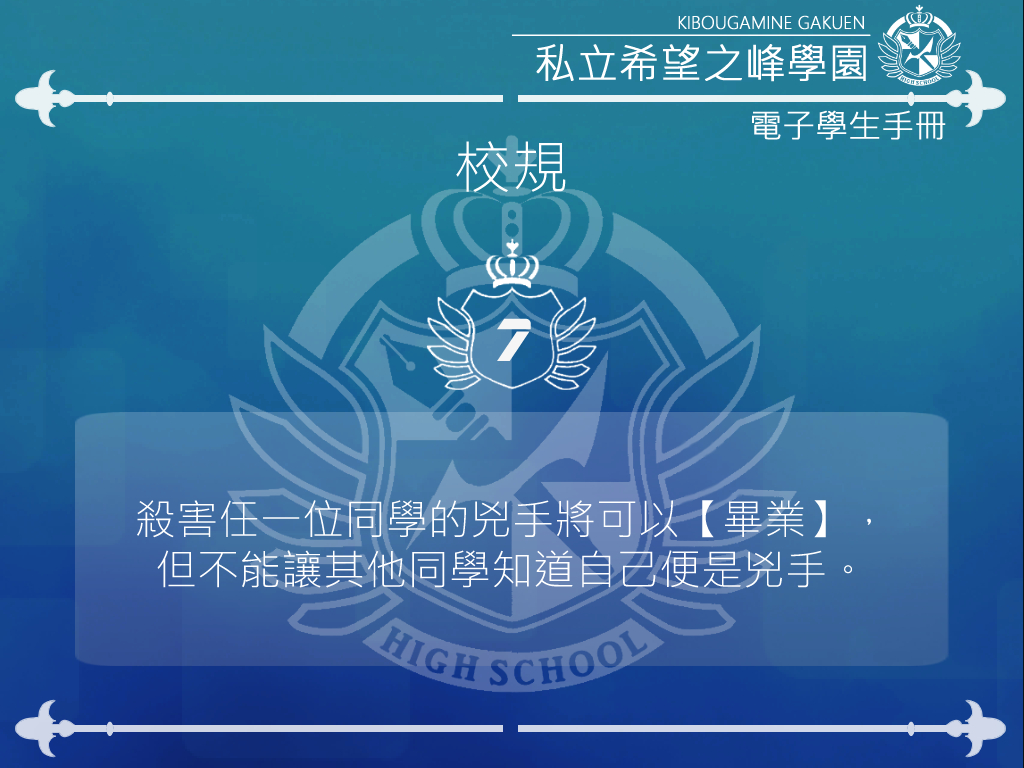 KIBOUGAMINE GAKUEN
私立希望之峰學園
HIGH SCHOOL
電子學生手冊
校規
7
殺害任一位同學的兇手將可以【畢業】，
但不能讓其他同學知道自己便是兇手。
HIGH SCHOOL